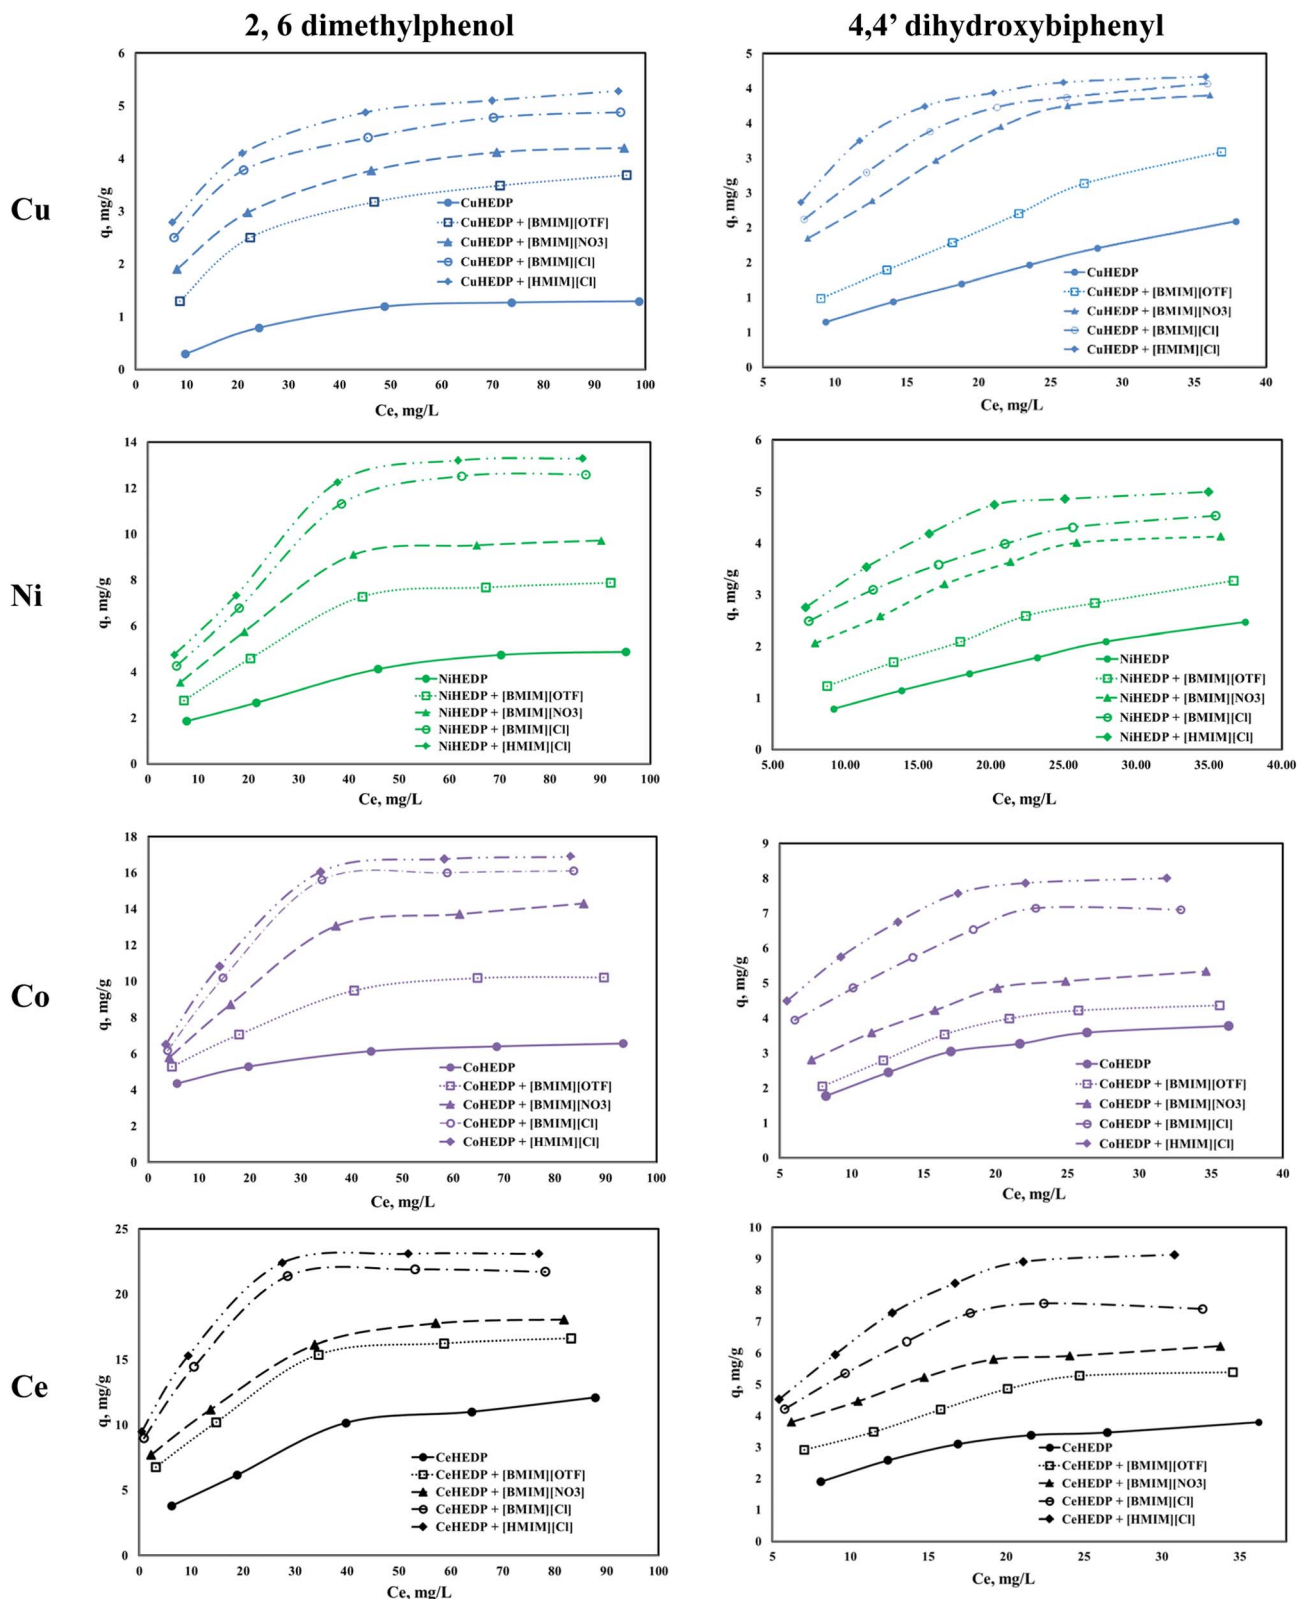 2, 6 dimethylphenol
4,4’ dihydroxybiphenyl
Cu
6
5
4
3
2
1
0
q, mg/g
CuHEDP
CuHEDP + [BMIM][OTF]
CuHEDP + [BMIM][NO3]
CuHEDP + [BMIM][Cl]
CuHEDP + [HMIM][Cl]
0 10 20 30 40 50 60 70 80 90 100
Ce, mg/L
5
4
4
3
3
2
2
1
1
0
q, mg/g
CuHEDP
CuHEDP + [BMIM][OTF]
CuHEDP + [BMIM][NO3]
CuHEDP + [BMIM][Cl]
CuHEDP + [HMIM][Cl]
5 10 15 20 25 30 35 40
Ce, mg/L
Ni
14
12
10
8
6
4
2
0
q, mg/g
NiHEDP
NiHEDP + [BMIM][OTF]
NiHEDP + [BMIM][NO3]
NiHEDP + [BMIM][Cl]
NiHEDP + [HMIM][Cl]
0 10 20 30 40 50 60 70 80 90 100
Ce, mg/L
6
5
4
3
2
1
0
q, mg/g
NiHEDP
NiHEDP + [BMIM][OTF]
NiHEDP + [BMIM][NO3]
NiHEDP + [BMIM][Cl]
NiHEDP + [HMIM][Cl]
5.00 10.00 15.00 20.00 25.00 30.00 35.00 40.00
Ce, mg/L
Co
18
16
14
12
10
8
6
4
2
0
q, mg/g
CoHEDP
CoHEDP + [BMIM][OTF]
CoHEDP + [BMIM][NO3]
CoHEDP + [BMIM][Cl]
CoHEDP + [HMIM][Cl]
0 10 20 30 40 50 60 70 80 90 100
Ce, mg/L
9
8
7
6
5
4
3
2
1
0
q, mg/g
CoHEDP
CoHEDP + [BMIM][OTF]
CoHEDP + [BMIM][NO3]
CoHEDP + [BMIM][Cl]
CoHEDP + [HMIM][Cl]
5 10 15 20 25 30 35 40
Ce, mg/L
Ce
25
20
15
10
5
0
q, mg/g
CeHEDP
CeHEDP + [BMIM][OTF]
CeHEDP + [BMIM][NO3]
CeHEDP + [BMIM][Cl]
CeHEDP + [HMIM][Cl]
0 10 20 30 40 50 60 70 80 90 100
Ce, mg/L
10
9
8
7
6
5
4
3
2
1
0
q, mg/g
CeHEDP
CeHEDP + [BMIM][OTF]
CeHEDP + [BMIM][NO3]
CeHEDP + [BMIM][Cl]
CeHEDP + [HMIM][Cl]
5 10 15 20 25 30 35
Ce, mg/L